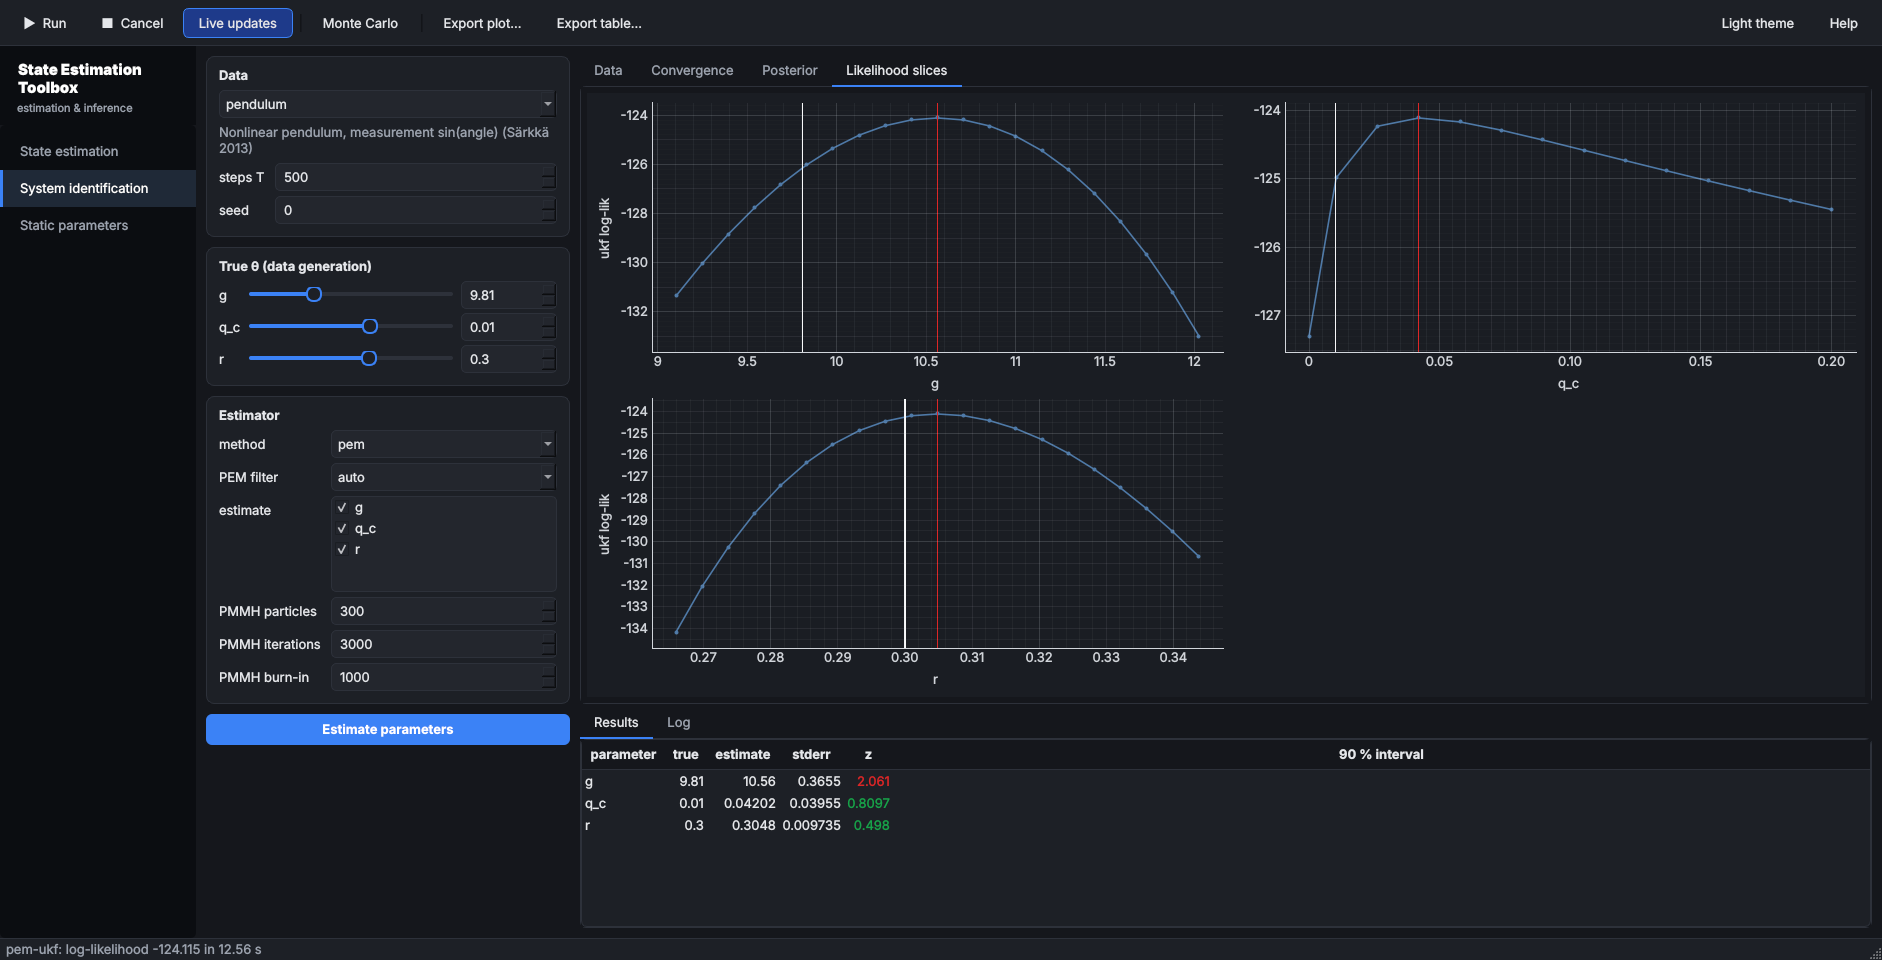 Run
Cancel
Live updates
Monte Carlo
Export plot...
Export table...
Light theme
Help
State Estimation
Toolbox
estimation & inference
State estimation
System identification
Static parameters
Data
pendulum
Nonlinear pendulum, measurement sin(angle) (Särkkä
2013)
steps T 500
seed 0
True θ (data generation)
g 9.81
q_c 0.01
r 0.3
Estimator
method pem
PEM filter auto
estimate
✓ g
✓ q_c
✓ r
PMMH particles 300
PMMH iterations 3000
PMMH burn-in 1000
Estimate parameters
Data
Convergence
Posterior
Likelihood slices
ukf log-lik
-124
-126
-128
-130
-132
9 9.5 10 10.5 11 11.5 12
g
-124
-125
-126
-127
0 0.05 0.10 0.15 0.20
q_c
ukf log-lik
-124
-125
-126
-127
-128
-129
-130
-131
-132
-133
-134
0.27 0.28 0.29 0.30 0.31 0.32 0.33 0.34
r
Results
Log
parameter true estimate stderr z 90 % interval
g 9.81 10.56 0.3655 2.061
q_c 0.01 0.04202 0.03955 0.8097
r 0.3 0.3048 0.009735 0.498
pem-ukf: log-likelihood -124.115 in 12.56 s